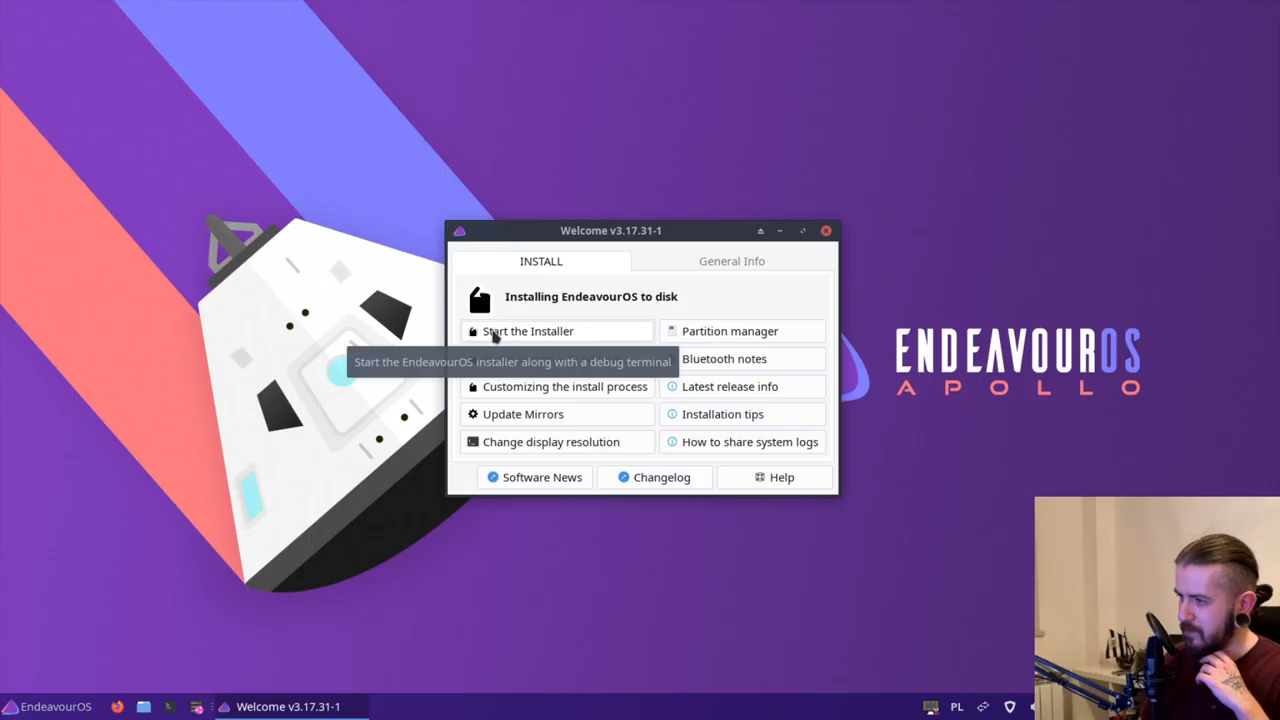 Welcome v3.17.31-1
INSTALL
General Info
Installing EndeavourOS to disk
Start the Installer
Partition manager
Start the EndeavourOS installer along with a debug terminal
Bluetooth notes
Customizing the install process
Latest release info
Update Mirrors
Installation tips
Change display resolution
How to share system logs
Software News
Changelog
Help
ENDEAVOUROS
APOLLO
EndeavourOS
Welcome v3.17.31-1
PL